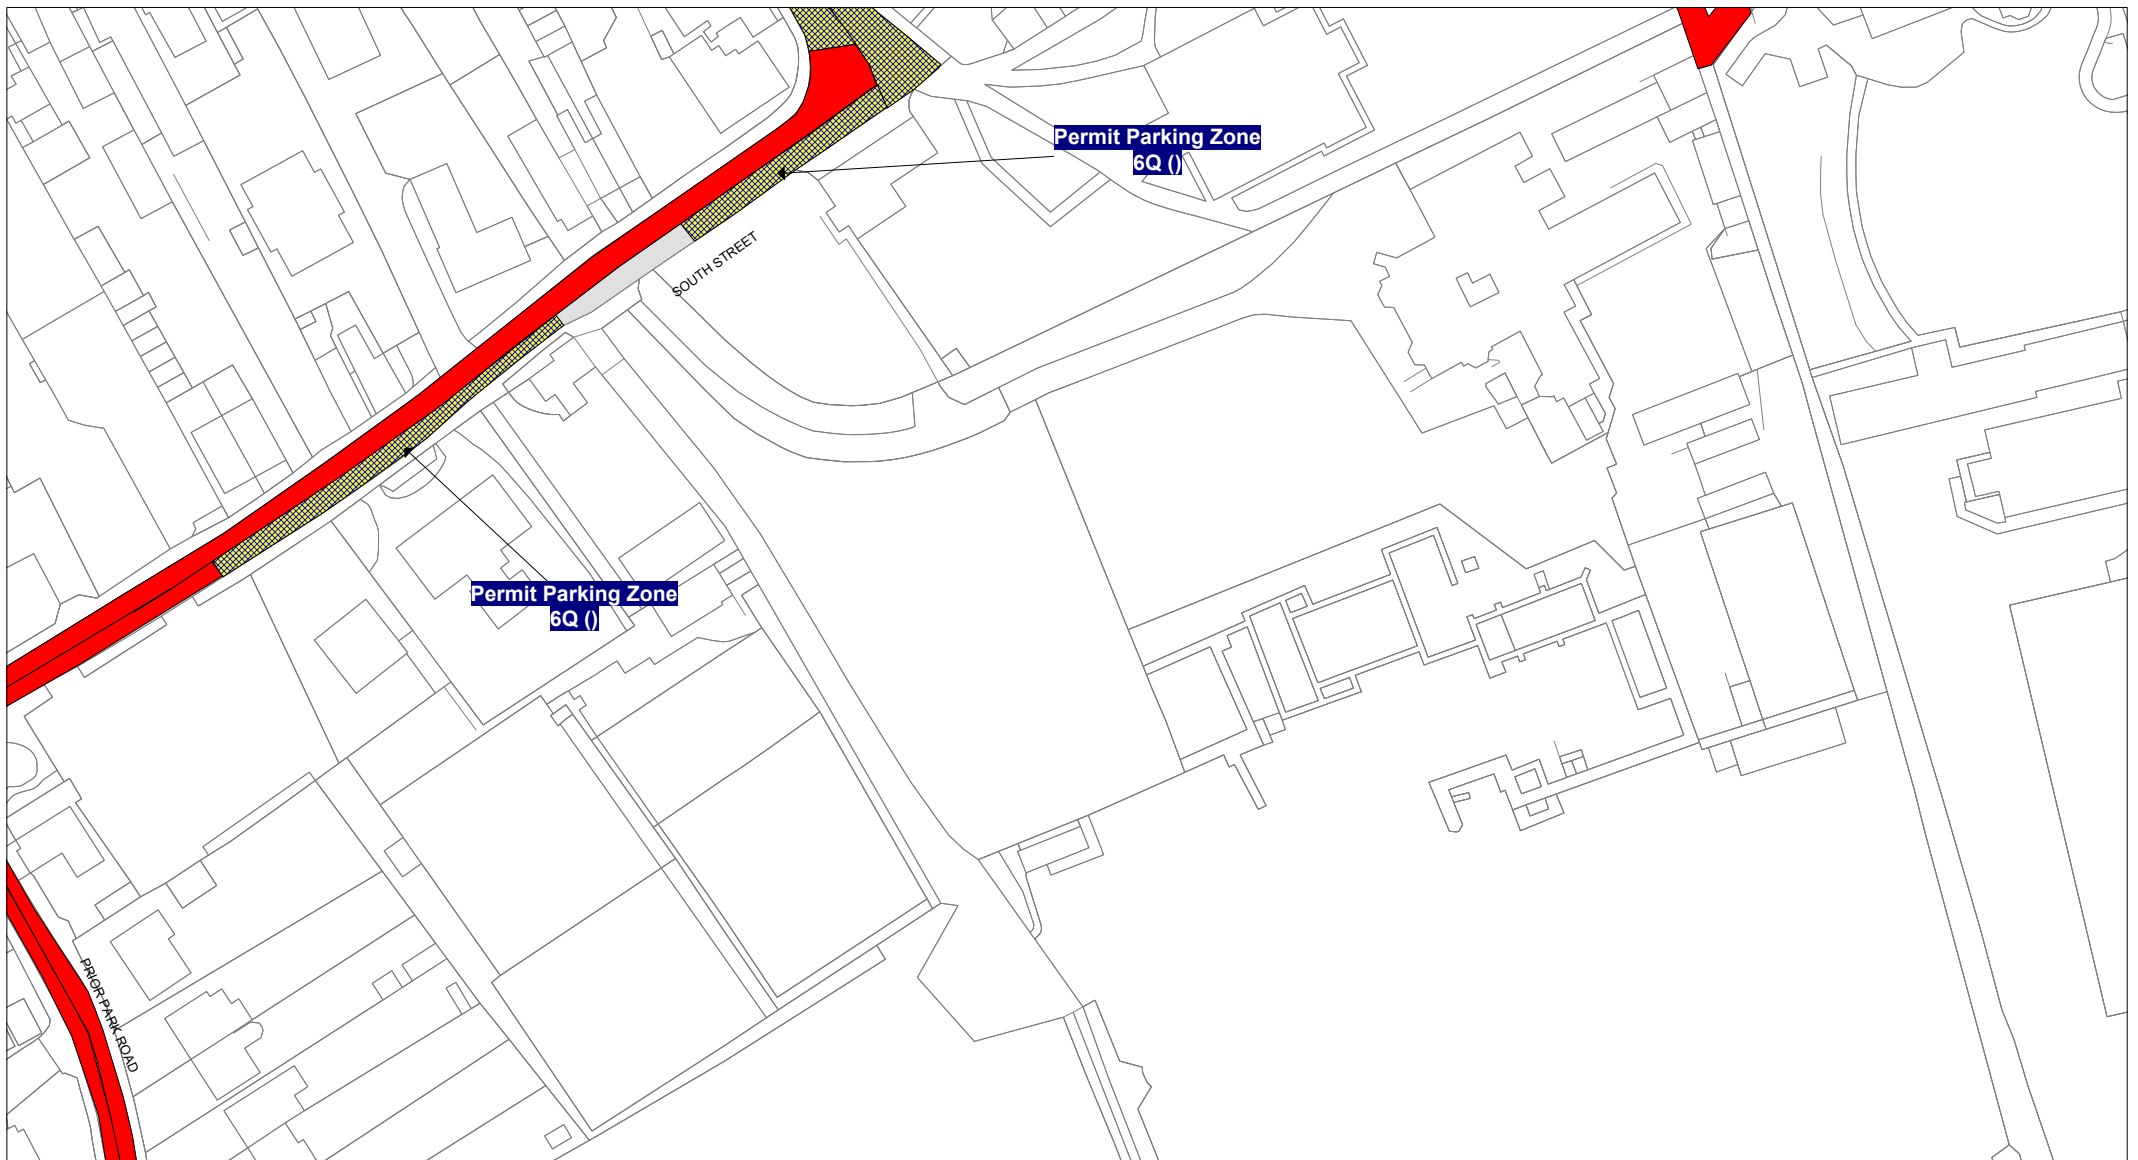 Permit Parking Zone
6Q ()
SOUTH STREET
Permit Parking Zone
6Q ()
PRIOR PARK ROAD